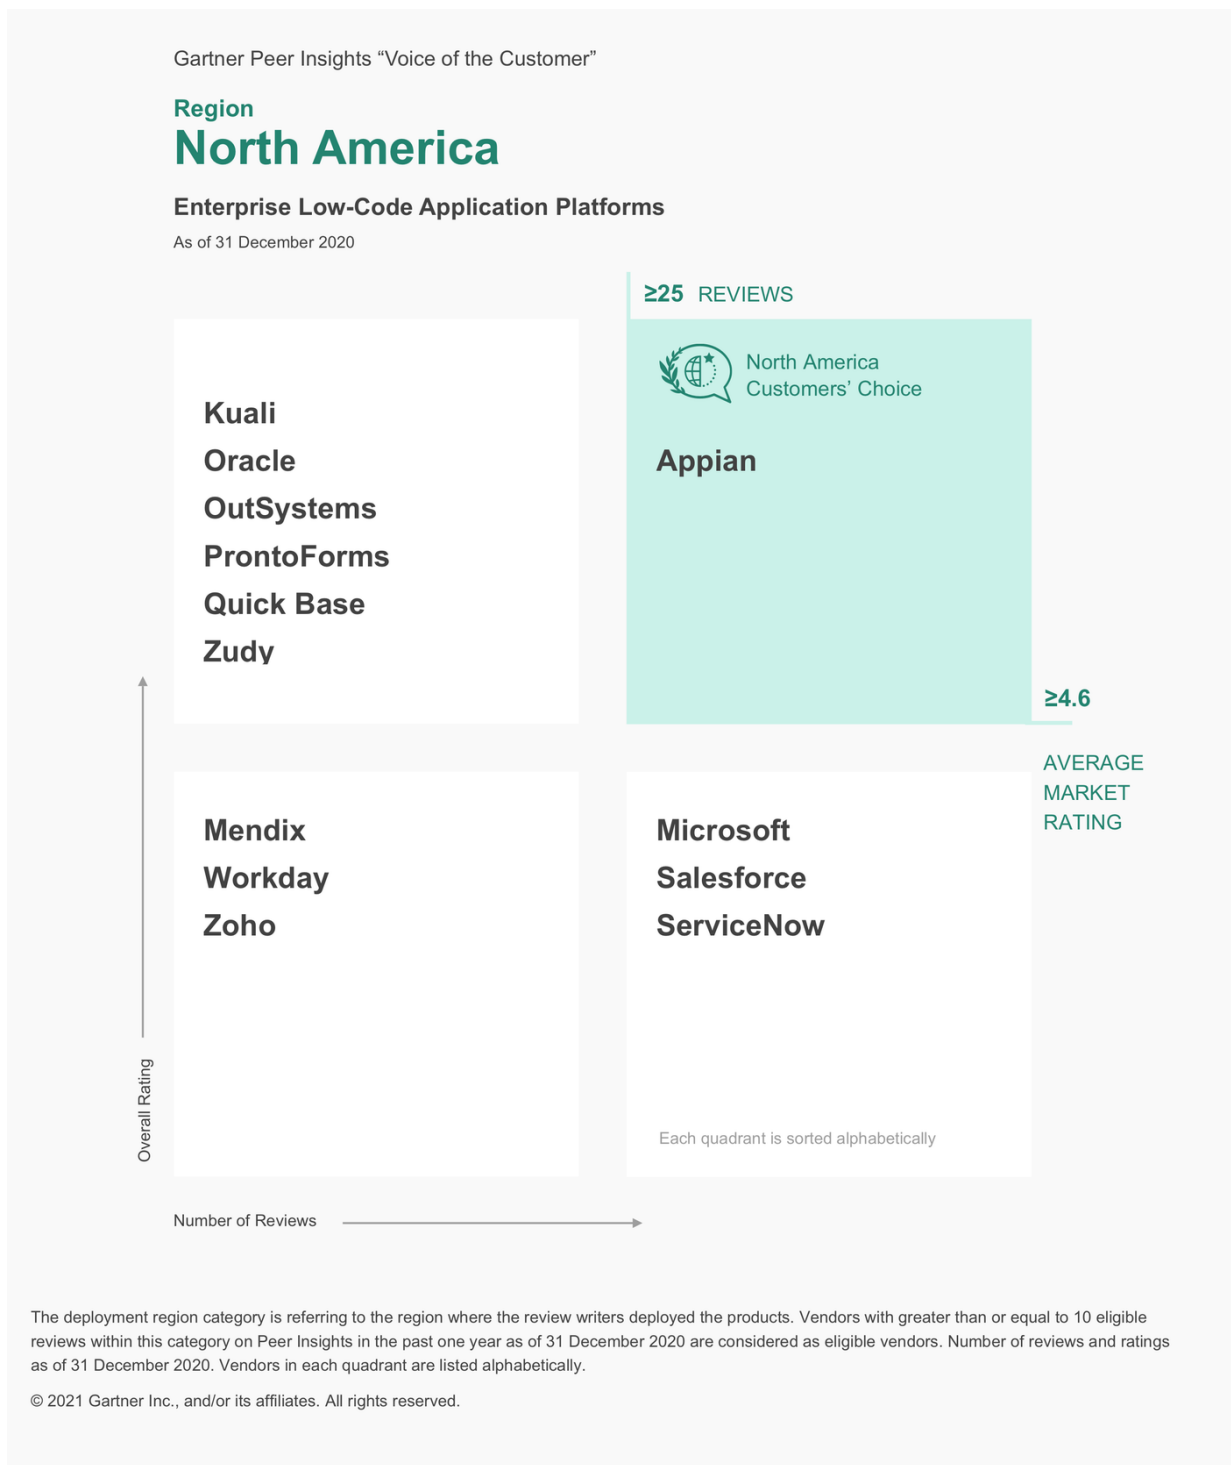 Gartner Peer Insights “Voice of the Customer”
Region
North America
Enterprise Low-Code Application Platforms
As of 31 December 2020
≥25 REVIEWS
Kuali
Oracle
OutSystems
ProntoForms
Quick Base
Zudy
North America
Customers’ Choice
Appian
≥4.6
AVERAGE
MARKET
RATING
Mendix
Workday
Zoho
Microsoft
Salesforce
ServiceNow
Each quadrant is sorted alphabetically
Overall Rating
Number of Reviews
The deployment region category is referring to the region where the review writers deployed the products. Vendors with greater than or equal to 10 eligible
reviews within this category on Peer Insights in the past one year as of 31 December 2020 are considered as eligible vendors. Number of reviews and ratings
as of 31 December 2020. Vendors in each quadrant are listed alphabetically.
© 2021 Gartner Inc., and/or its affiliates. All rights reserved.